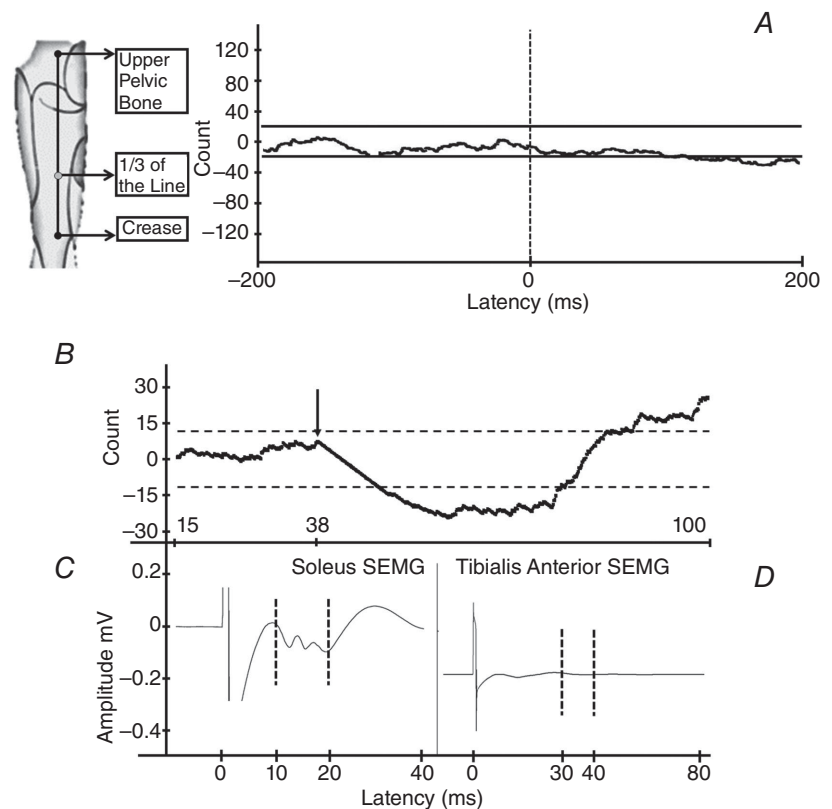 A
Upper
Pelvic
Bone
1/3 of
the Line
Crease
Count
120
80
40
0
−40
−80
−120
−200
0
200
Latency (ms)
B
Count
30
15
0
−15
−30
15
38
100
C
Soleus SEMG
Tibialis Anterior SEMG
D
Amplitude mV
0.2
0
−0.2
−0.4
0
10
20
40
0
30
40
80
Latency (ms)